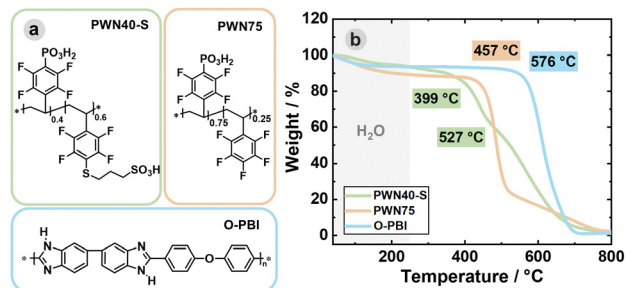 a
PWN40-S
PWN75
PO₃H₂
F
F
F
F
*
*
0.4
0.6
F
F
F
F
S
SO₃H
PO₃H₂
F
F
F
F
*
*
0.75
0.25
F
F
F
F
F
O-PBI
H
N
N
N
N
H
O
*
*
n
b
120
100
80
60
40
20
0
Weight / %
H₂O
457 °C
576 °C
399 °C
527 °C
PWN40-S
PWN75
O-PBI
200
400
600
800
Temperature / °C